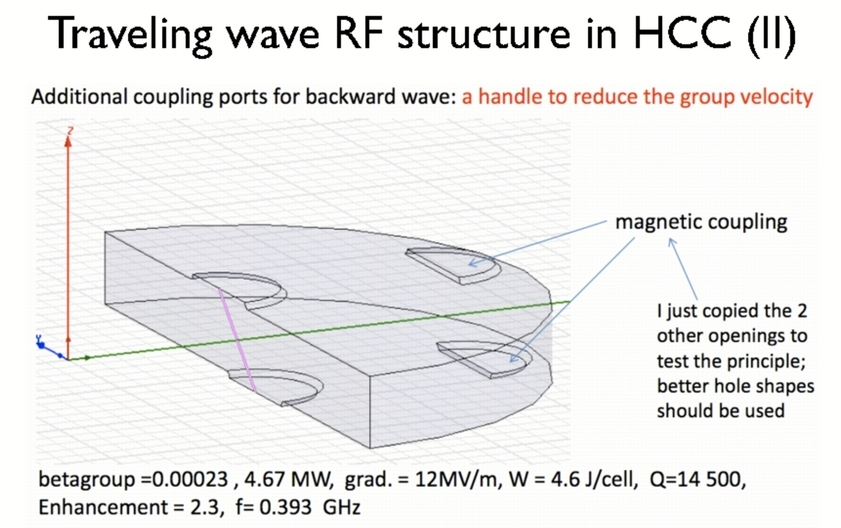 Traveling wave RF structure in HCC (II)
Additional coupling ports for backward wave: a handle to reduce the group velocity
Z
magnetic coupling
I just copied the 2
other openings to
test the principle;
better hole shapes
should be used
betagroup =0.00023 , 4.67 MW, grad. = 12MV/m, W = 4.6 J/cell, Q=14 500,
Enhancement = 2.3, f= 0.393 GHz